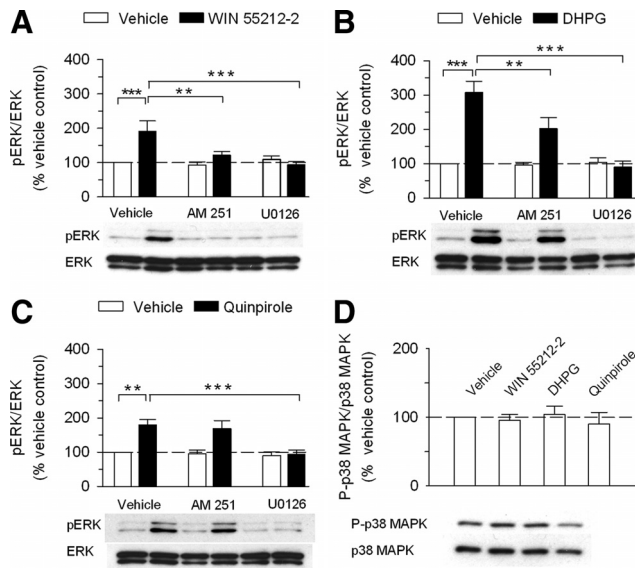 A
Vehicle WIN 55212-2
pERK/ERK
(% vehicle control)
400
300
200
100
0
***
**
***
Vehicle AM 251 U0126
pERK
ERK
B
Vehicle DHPG
pERK/ERK
(% vehicle control)
400
300
200
100
0
***
**
***
Vehicle AM 251 U0126
pERK
ERK
C
Vehicle Quinpirole
pERK/ERK
(% vehicle control)
400
300
200
100
0
**
***
Vehicle AM 251 U0126
pERK
ERK
D
P-p38 MAPK/p38 MAPK
(% vehicle control)
200
100
0
Vehicle
WIN 55212-2
DHPG
Quinpirole
P-p38 MAPK
p38 MAPK